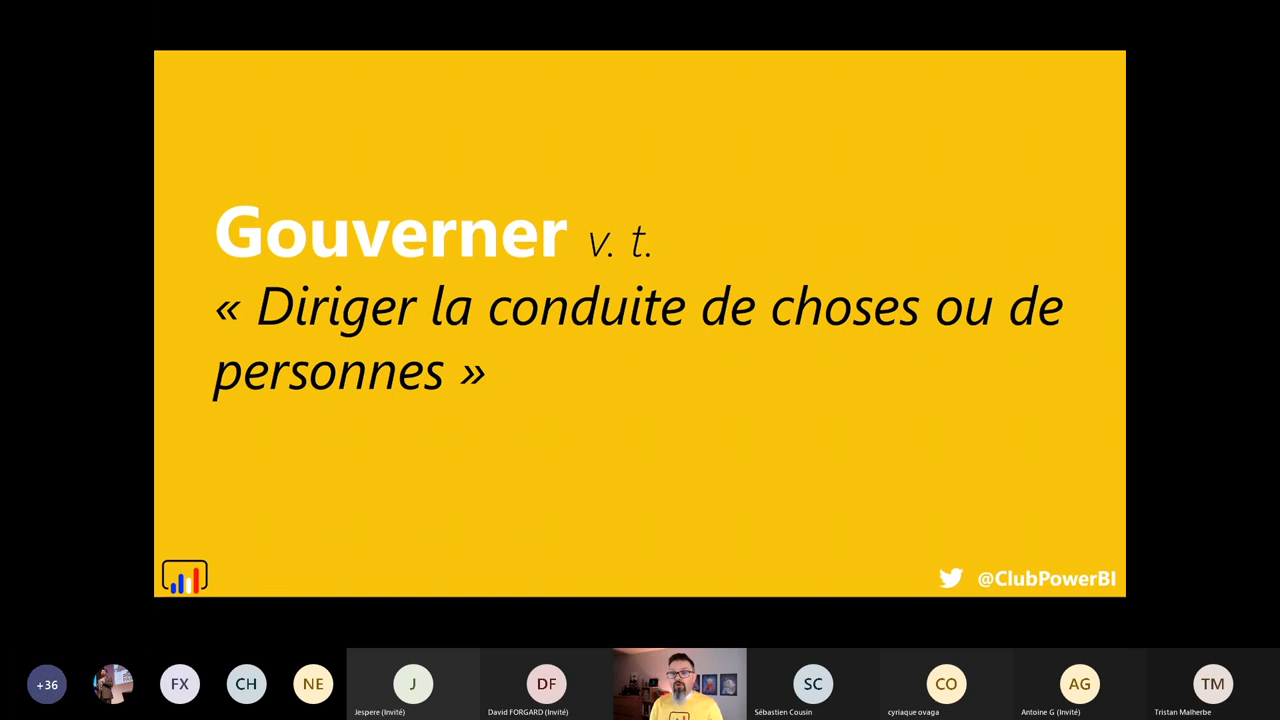 Gouverner v. t.
« Diriger la conduite de choses ou de
personnes »
@ClubPowerBI
+36
FX
CH
NE
J
Jespere (Invité)
DF
David FORGARD (Invité)
SC
Sébastien Cousin
CO
cyriaque ovaga
AG
Antoine G (Invité)
TM
Tristan Malherbe